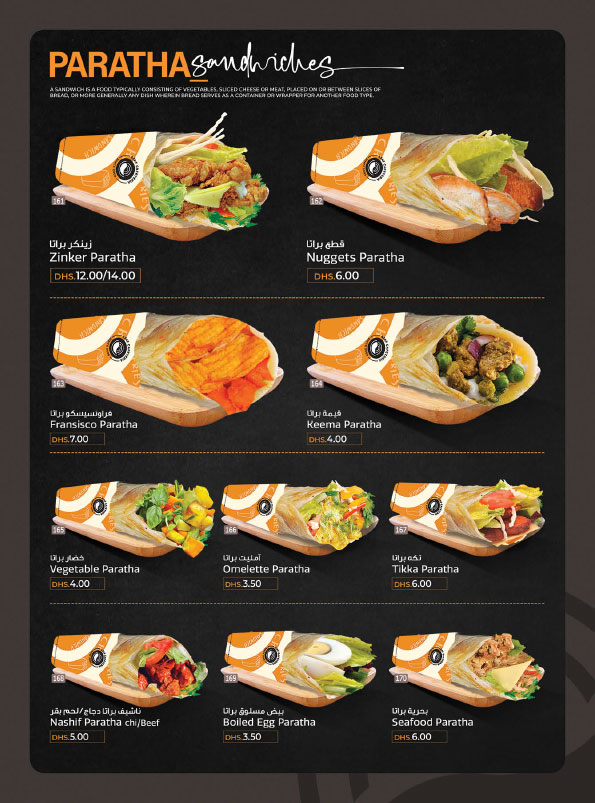 PARATHA sandwiches
A SANDWICH IS A FOOD TYPICALLY CONSISTING OF VEGETABLES, SLICED CHEESE OR MEAT, PLACED ON OR BETWEEN SLICES OF
BREAD, OR MORE GENERALLY ANY DISH WHEREIN BREAD SERVES AS A CONTAINER OR WRAPPER FOR ANOTHER FOOD TYPE.
161
زينكر براتا
Zinker Paratha
DHS.12.00/14.00
162
قطع براتا
Nuggets Paratha
DHS.6.00
163
فراونسيسكو براتا
Fransisco Paratha
DHS.7.00
164
قيمة براتا
Keema Paratha
DHS.4.00
165
خضار براتا
Vegetable Paratha
DHS.4.00
166
أمليت براتا
Omelette Paratha
DHS.3.50
167
تكه براتا
Tikka Paratha
DHS.6.00
168
ناشيف براتا دجاج/لحم بقر
Nashif Paratha chi/Beef
DHS.5.00
169
بيض مسلوق براتا
Boiled Egg Paratha
DHS.3.50
170
بحرية براتا
Seafood Paratha
DHS.6.00